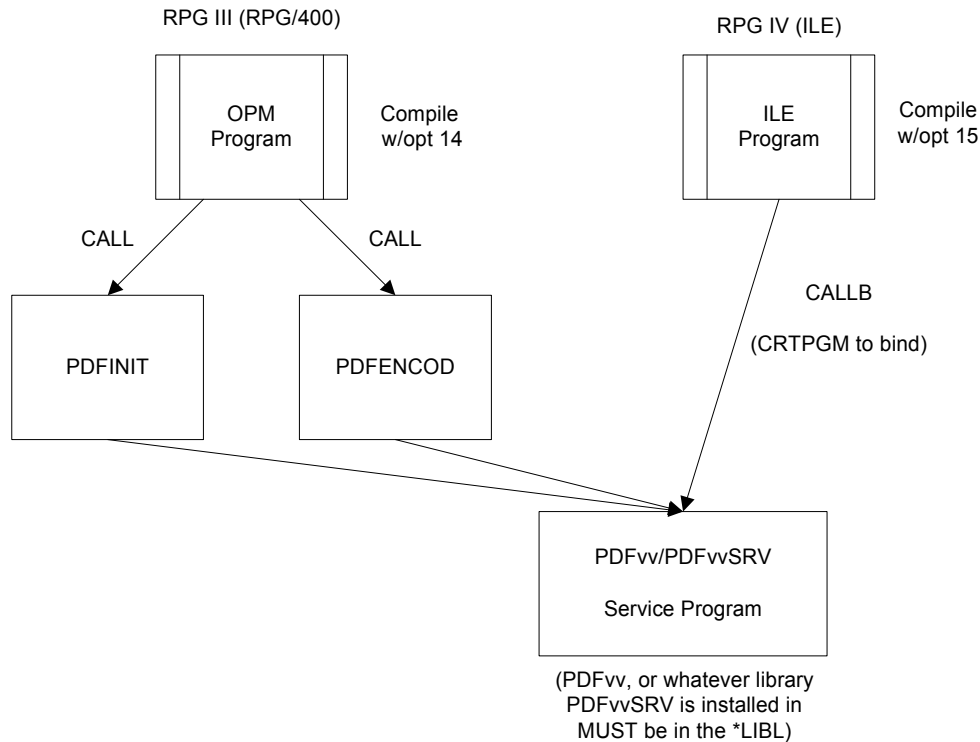 RPG III (RPG/400)
RPG IV (ILE)
OPM
Program
Compile
w/opt 14
ILE
Program
Compile
w/opt 15
CALL
CALL
CALLB
(CRTPGM to bind)
PDFINIT
PDFENCOD
PDFvv/PDFvvSRV
Service Program
(PDFvv, or whatever library
PDFvvSRV is installed in
MUST be in the *LIBL)